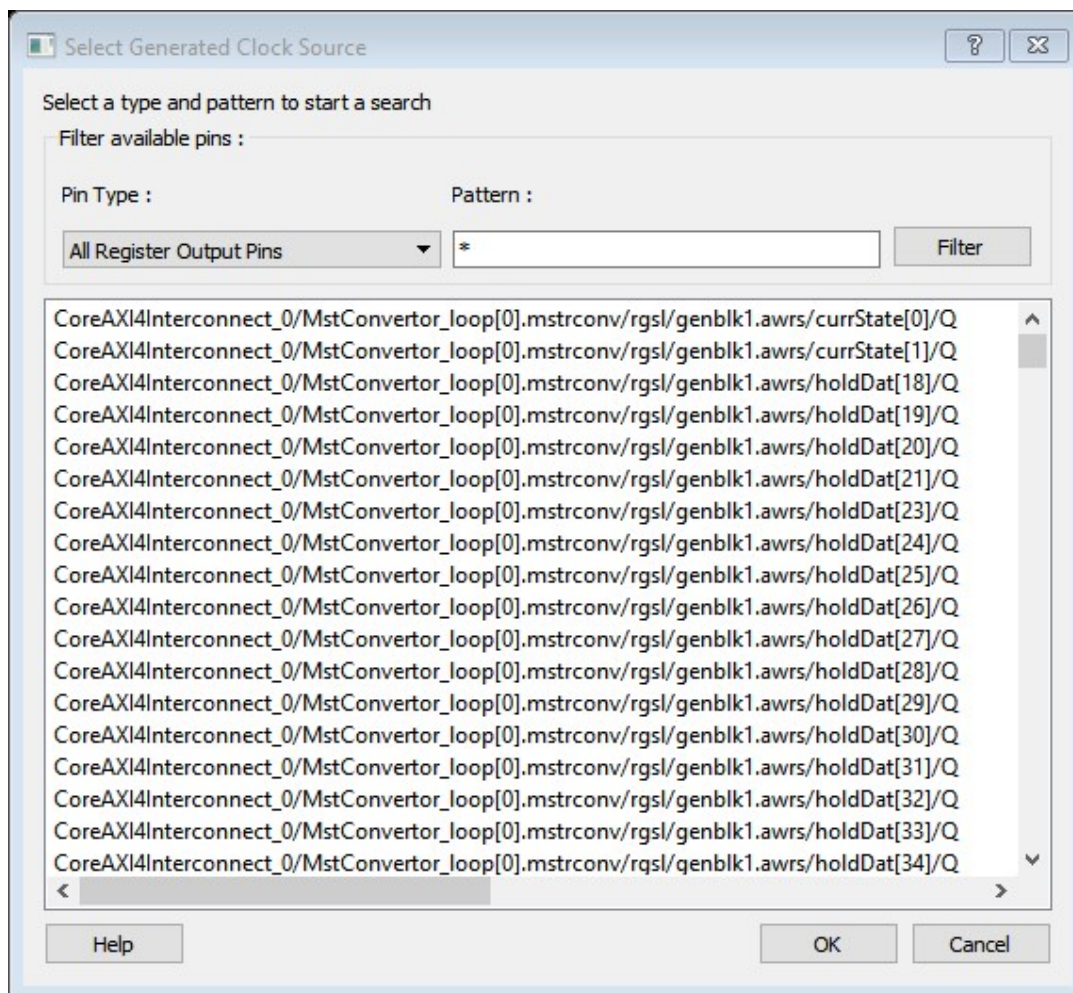 Select Generated Clock Source
Select a type and pattern to start a search
Filter available pins :
Pin Type :
Pattern :
All Register Output Pins
*
Filter
CoreAXI4Interconnect_0/MstConvertor_loop[0].mstrconv/rgsl/genblk1.awrs/currState[0]/Q
CoreAXI4Interconnect_0/MstConvertor_loop[0].mstrconv/rgsl/genblk1.awrs/currState[1]/Q
CoreAXI4Interconnect_0/MstConvertor_loop[0].mstrconv/rgsl/genblk1.awrs/holdDat[18]/Q
CoreAXI4Interconnect_0/MstConvertor_loop[0].mstrconv/rgsl/genblk1.awrs/holdDat[19]/Q
CoreAXI4Interconnect_0/MstConvertor_loop[0].mstrconv/rgsl/genblk1.awrs/holdDat[20]/Q
CoreAXI4Interconnect_0/MstConvertor_loop[0].mstrconv/rgsl/genblk1.awrs/holdDat[21]/Q
CoreAXI4Interconnect_0/MstConvertor_loop[0].mstrconv/rgsl/genblk1.awrs/holdDat[23]/Q
CoreAXI4Interconnect_0/MstConvertor_loop[0].mstrconv/rgsl/genblk1.awrs/holdDat[24]/Q
CoreAXI4Interconnect_0/MstConvertor_loop[0].mstrconv/rgsl/genblk1.awrs/holdDat[25]/Q
CoreAXI4Interconnect_0/MstConvertor_loop[0].mstrconv/rgsl/genblk1.awrs/holdDat[26]/Q
CoreAXI4Interconnect_0/MstConvertor_loop[0].mstrconv/rgsl/genblk1.awrs/holdDat[27]/Q
CoreAXI4Interconnect_0/MstConvertor_loop[0].mstrconv/rgsl/genblk1.awrs/holdDat[28]/Q
CoreAXI4Interconnect_0/MstConvertor_loop[0].mstrconv/rgsl/genblk1.awrs/holdDat[29]/Q
CoreAXI4Interconnect_0/MstConvertor_loop[0].mstrconv/rgsl/genblk1.awrs/holdDat[30]/Q
CoreAXI4Interconnect_0/MstConvertor_loop[0].mstrconv/rgsl/genblk1.awrs/holdDat[31]/Q
CoreAXI4Interconnect_0/MstConvertor_loop[0].mstrconv/rgsl/genblk1.awrs/holdDat[32]/Q
CoreAXI4Interconnect_0/MstConvertor_loop[0].mstrconv/rgsl/genblk1.awrs/holdDat[33]/Q
CoreAXI4Interconnect_0/MstConvertor_loop[0].mstrconv/rgsl/genblk1.awrs/holdDat[34]/Q
Help
OK
Cancel